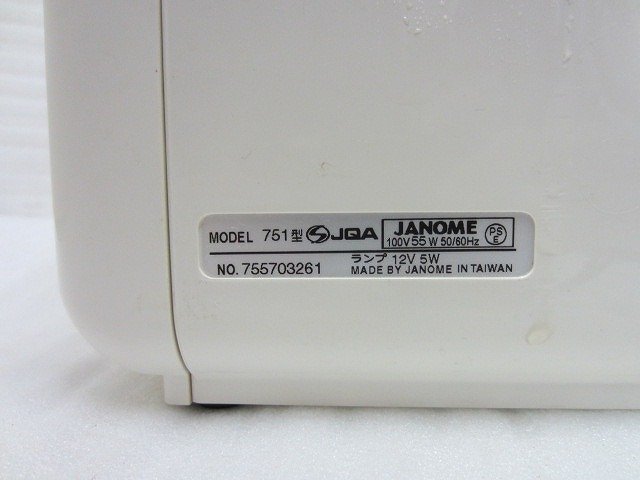 MODEL 751型 JQA JANOME PS E
100V 55W 50/60Hz
ランプ 12V 5W
NO. 755703261 MADE BY JANOME IN TAIWAN